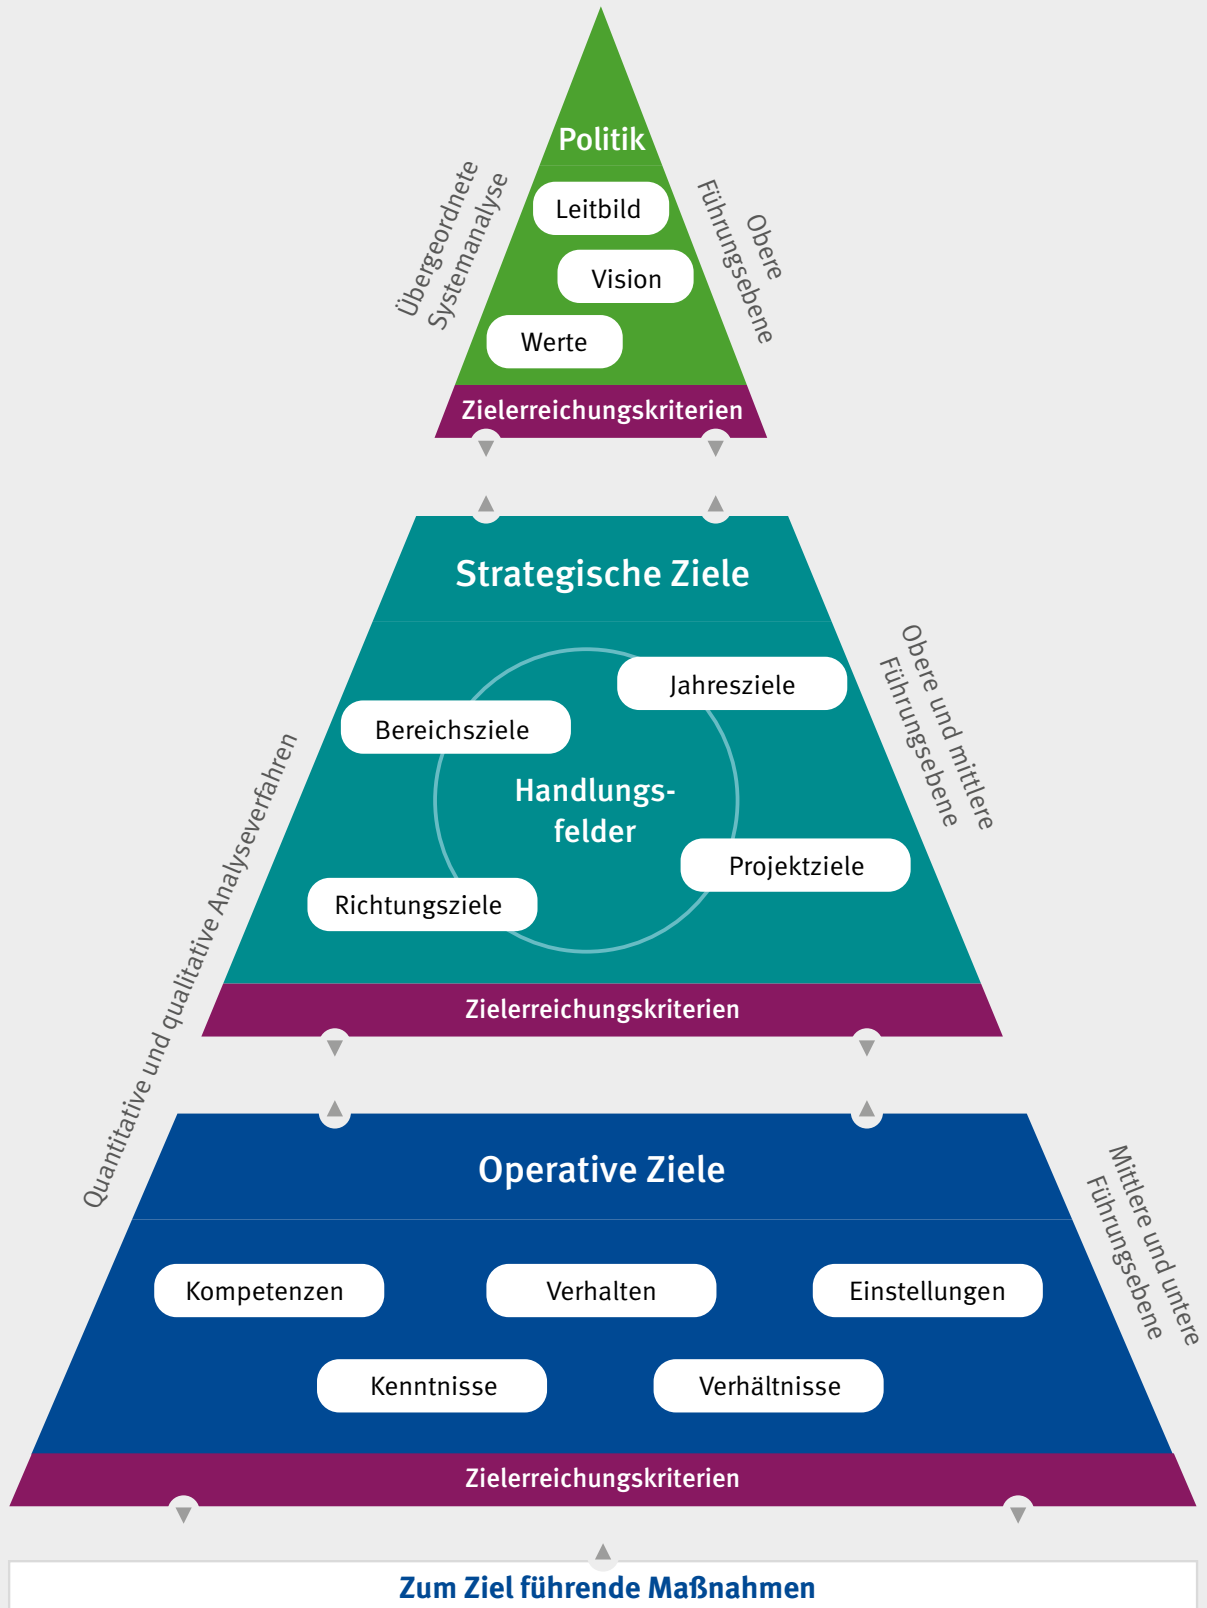 Politik
Übergeordnete
Systemanalyse
Obere
Führungsebene
Leitbild
Vision
Werte
Zielerreichungskriterien
Strategische Ziele
Obere und mittlere
Führungsebene
Jahresziele
Bereichsziele
Handlungs-
felder
Projektziele
Richtungsziele
Quantitative und qualitative Analyseverfahren
Zielerreichungskriterien
Operative Ziele
Mittlere und untere
Führungsebene
Kompetenzen
Verhalten
Einstellungen
Kenntnisse
Verhältnisse
Zielerreichungskriterien
Zum Ziel führende Maßnahmen